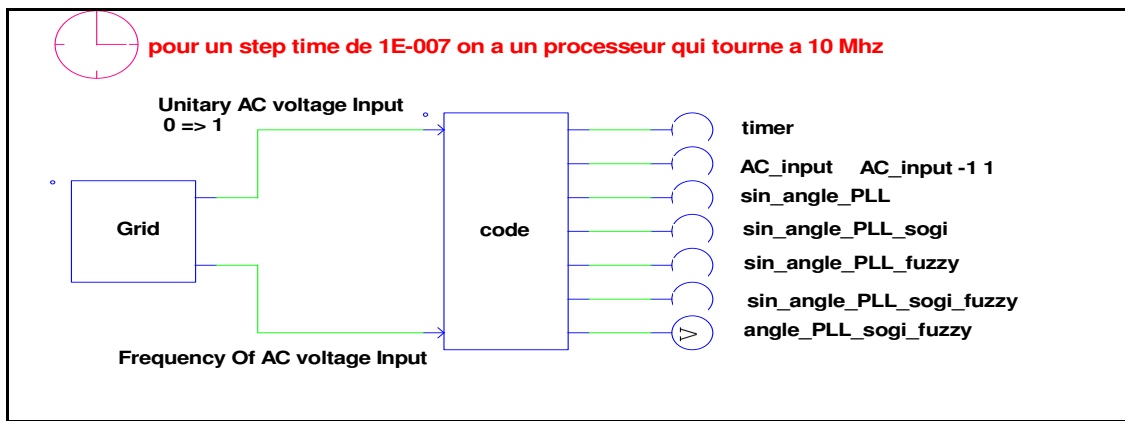 pour un step time de 1E-007 on a un processeur qui tourne a 10 Mhz
Unitary AC voltage Input
0 => 1
Grid
code
Frequency Of AC voltage Input
timer
AC_input AC_input -1 1
sin_angle_PLL
sin_angle_PLL_sogi
sin_angle_PLL_fuzzy
sin_angle_PLL_sogi_fuzzy
V
angle_PLL_sogi_fuzzy